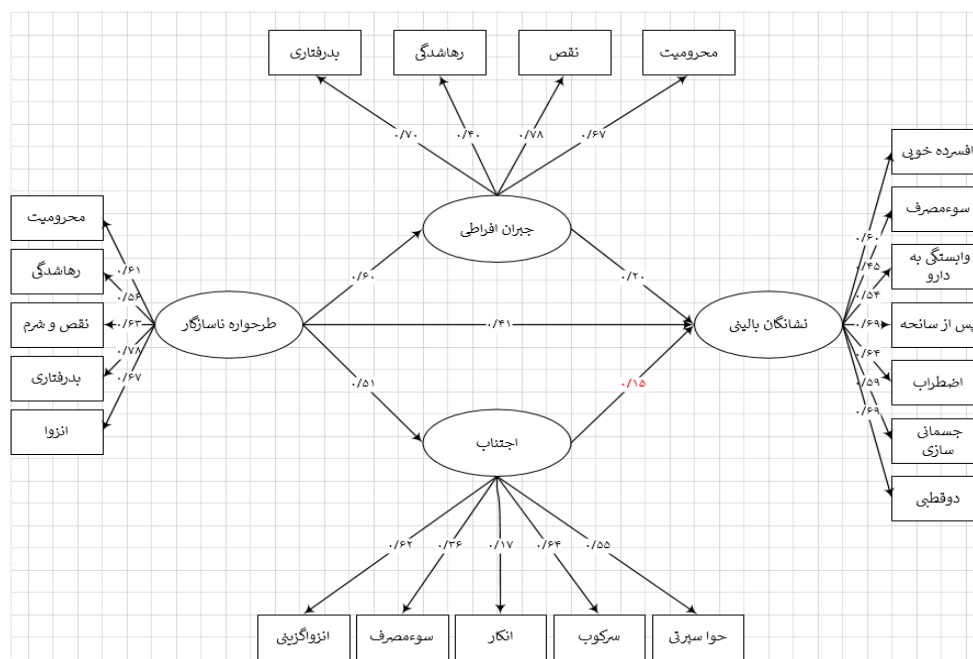 بدرفتاری
رهاشدگی
نقص
محرومیت
۰/۷۰
۰/۴۰
۰/۷۸
۰/۶۷
جبران افراطی
افسرده خویی
سوءمصرف
وابستگی به
دارو
پس از سانحه
اضطراب
جسمانی
سازی
دوقطبی
۰/۶۰
۰/۴۵
۰/۵۴
۰/۶۹
۰/۶۴
۰/۵۹
۰/۶۹
نشانگان بالینی
محرومیت
رهاشدگی
نقص و شرم
بدرفتاری
انزوا
۰/۶۱
۰/۵۶
۰/۶۳
۰/۷۸
۰/۶۷
طرحواره ناسازگار
۰/۶۰
۰/۲۰
۰/۴۱
۰/۵۱
۰/۱۵
اجتناب
۰/۶۲
۰/۳۶
۰/۱۷
۰/۶۴
۰/۵۵
انزواگزینی
سوءمصرف
انکار
سرکوب
حوا سپرتی